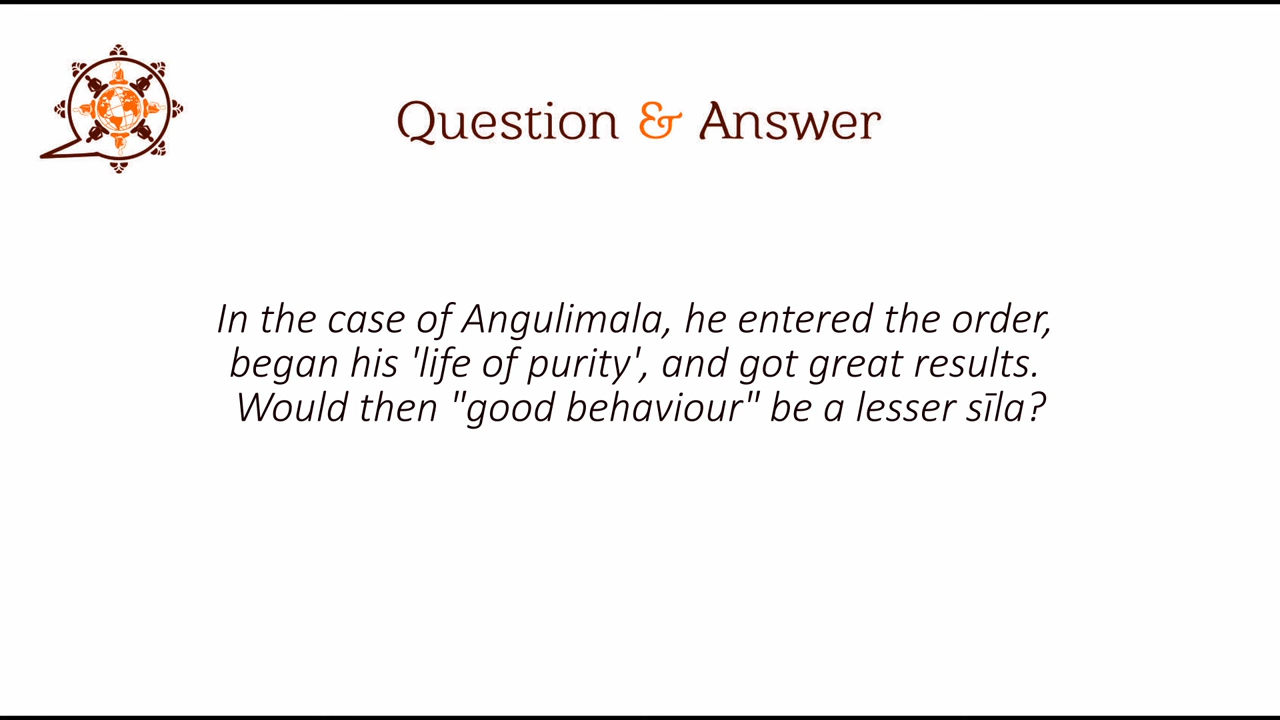 Question & Answer
In the case of Angulimala, he entered the order,
began his 'life of purity', and got great results.
Would then "good behaviour" be a lesser sīla?